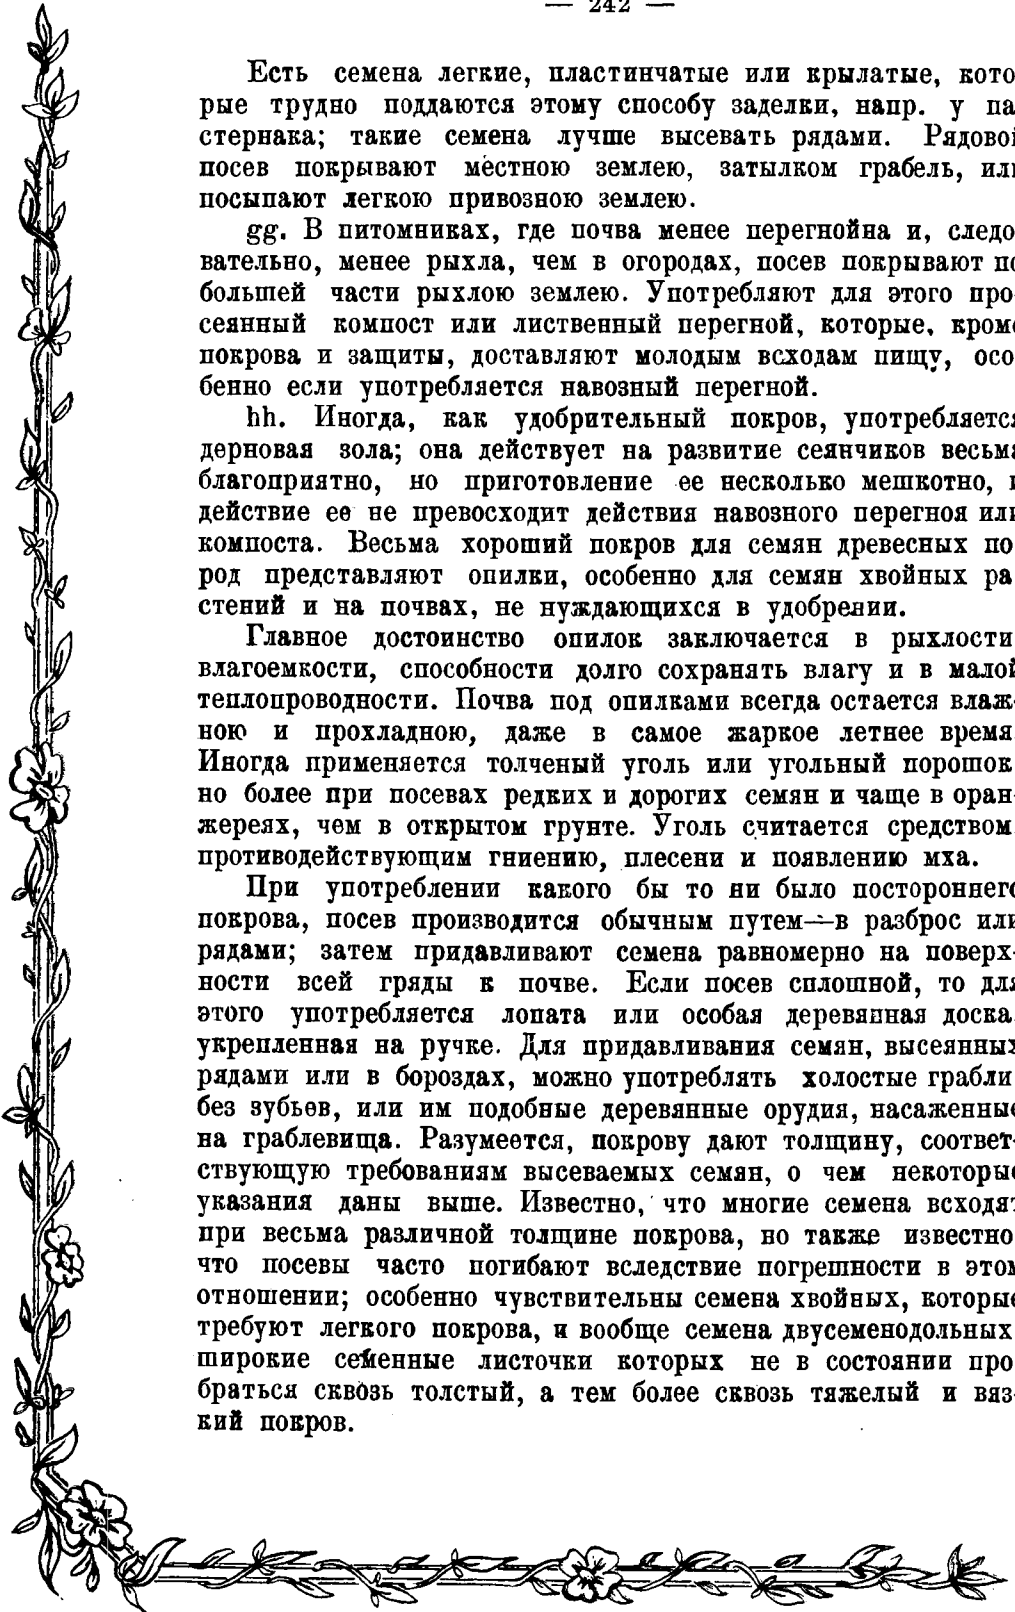 — 242 —
Есть семена легкие, пластинчатые или крылатые, кото
рые трудно поддаются этому способу заделки, напр. у па
стернака; такие семена лучше высевать рядами. Рядовой
посев покрывают местною землею, затылком грабель, или
посыпают легкою привозною землею.
gg. В питомниках, где почва менее перегнойна и, следо
вательно, менее рыхла, чем в огородах, посев покрывают по
большей части рыхлою землею. Употребляют для этого про
сеянный компост или лиственный перегной, которые, кроме
покрова и защиты, доставляют молодым всходам пищу, осо
бенно если употребляется навозный перегной.
hh. Иногда, как удобрительный покров, употребляется
дерновая зола; она действует на развитие сеянчиков весьма
благоприятно, но приготовление ее несколько мешкотно, и
действие ее не превосходит действия навозного перегноя или
компоста. Весьма хороший покров для семян древесных по
род представляют опилки, особенно для семян хвойных ра
стений и на почвах, не нуждающихся в удобрении.
Главное достоинство опилок заключается в рыхлости
влагоемкости, способности долго сохранять влагу и в малой
теплопроводности. Почва под опилками всегда остается влаж-
ною и прохладною, даже в самое жаркое летнее время.
Иногда применяется толченый уголь или угольный порошок
но более при посевах редких и дорогих семян и чаще в оран-
жереях, чем в открытом грунте. Уголь считается средством
противодействующим гниению, плесени и появлению мха.
При употреблении какого бы то ни было постороннего
покрова, посев производится обычным путем—в разброс или
рядами; затем придавливают семена равномерно на поверх-
ности всей гряды к почве. Если посев сплошной, то для
этого употребляется лопата или особая деревянная доска,
укрепленная на ручке. Для придавливания семян, высеянных
рядами или в бороздах, можно употреблять холостые грабли
без зубьев, или им подобные деревянные орудия, насаженные
на граблевища. Разумеется, покрову дают толщину, соответ-
ствующую требованиям высеваемых семян, о чем некоторые
указания даны выше. Известно, что многие семена всходят
при весьма различной толщине покрова, но также известно
что посевы часто погибают вследствие погрешности в этом
отношении; особенно чувствительны семена хвойных, которые
требуют легкого покрова, и вообще семена двусеменодольных
широкие семенные листочки которых не в состоянии про
браться сквозь толстый, а тем более сквозь тяжелый и вяз-
кий покров.